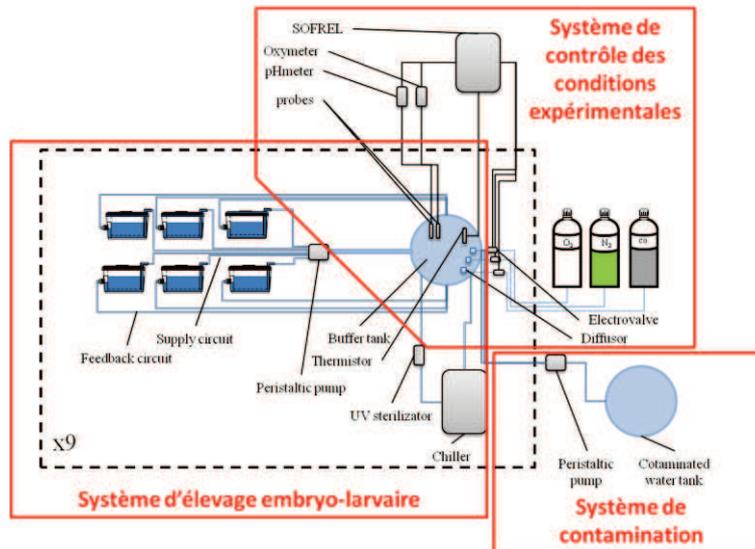 SOFREL
Oxymeter
pHmeter
probes
Système de
contrôle des
conditions
expérimentales
O₂
N₂
CO
Electrovalve
Diffusor
Buffer tank
Thermistor
Supply circuit
Feedback circuit
Peristaltic pump
UV sterilizator
Chiller
x9
Système d'élevage embryo-larvaire
Peristaltic
pump
Cotaminated
water tank
Système de
contamination